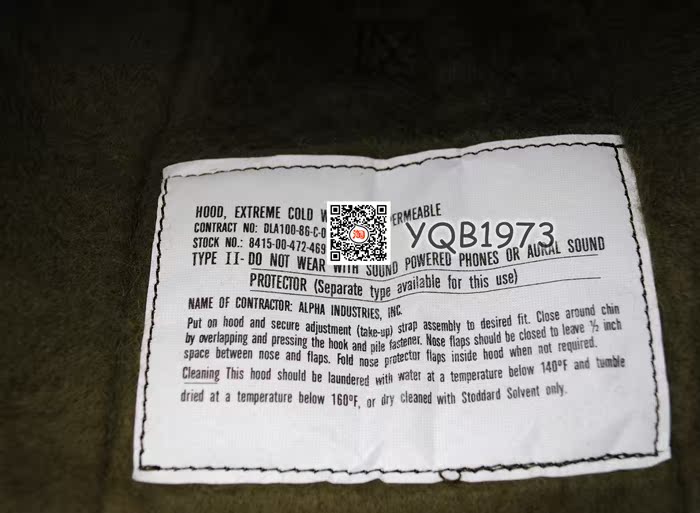 HOOD, EXTREME COLD W ERMEABLE
CONTRACT NO: DLA100-86-C-0
STOCK NO.: 8415-00-472-469
YQB1973
淘
TYPE II-DO NOT WEAR WITH SOUND POWERED PHONES OR AURAL SOUND
PROTECTOR (Separate type available for this use)
NAME OF CONTRACTOR: ALPHA INDUSTRIES, INC.
Put on hood and secure adjustment (take-up) strap assembly to desired fit. Close around chin
by overlapping and pressing the hook and pile fastener. Nose flaps should be closed to leave ½ inch
space between nose and flaps. Fold nose protector flaps inside hood when not required.
Cleaning This hood should be laundered with water at a temperature below 140ºF and tumble
dried at a temperature below 160ºF, or dry cleaned with Stoddard Solvent only.